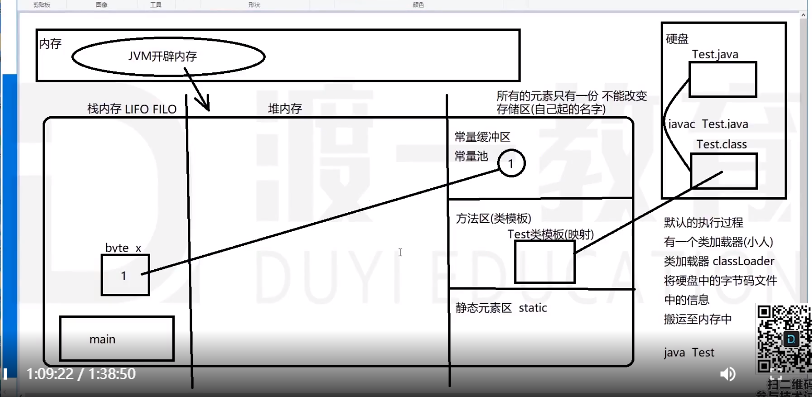 剪贴板 图像 工具 形状 颜色
内存
JVM开辟内存
硬盘
Test.java
javac Test.java
Test.class
栈内存 LIFO FILO
堆内存
所有的元素只有一份 不能改变
存储区(自己起的名字)
常量缓冲区
常量池
1
方法区(类模板)
Test类模板(映射)
静态元素区 static
byte x
1
main
默认的执行过程
有一个类加载器(小人)
类加载器 classLoader
将硬盘中的字节码文件
中的信息
搬运至内存中
java Test
渡一教育
DUYI EDUCATION
1:09:22 / 1:38:50
D
扫二维码